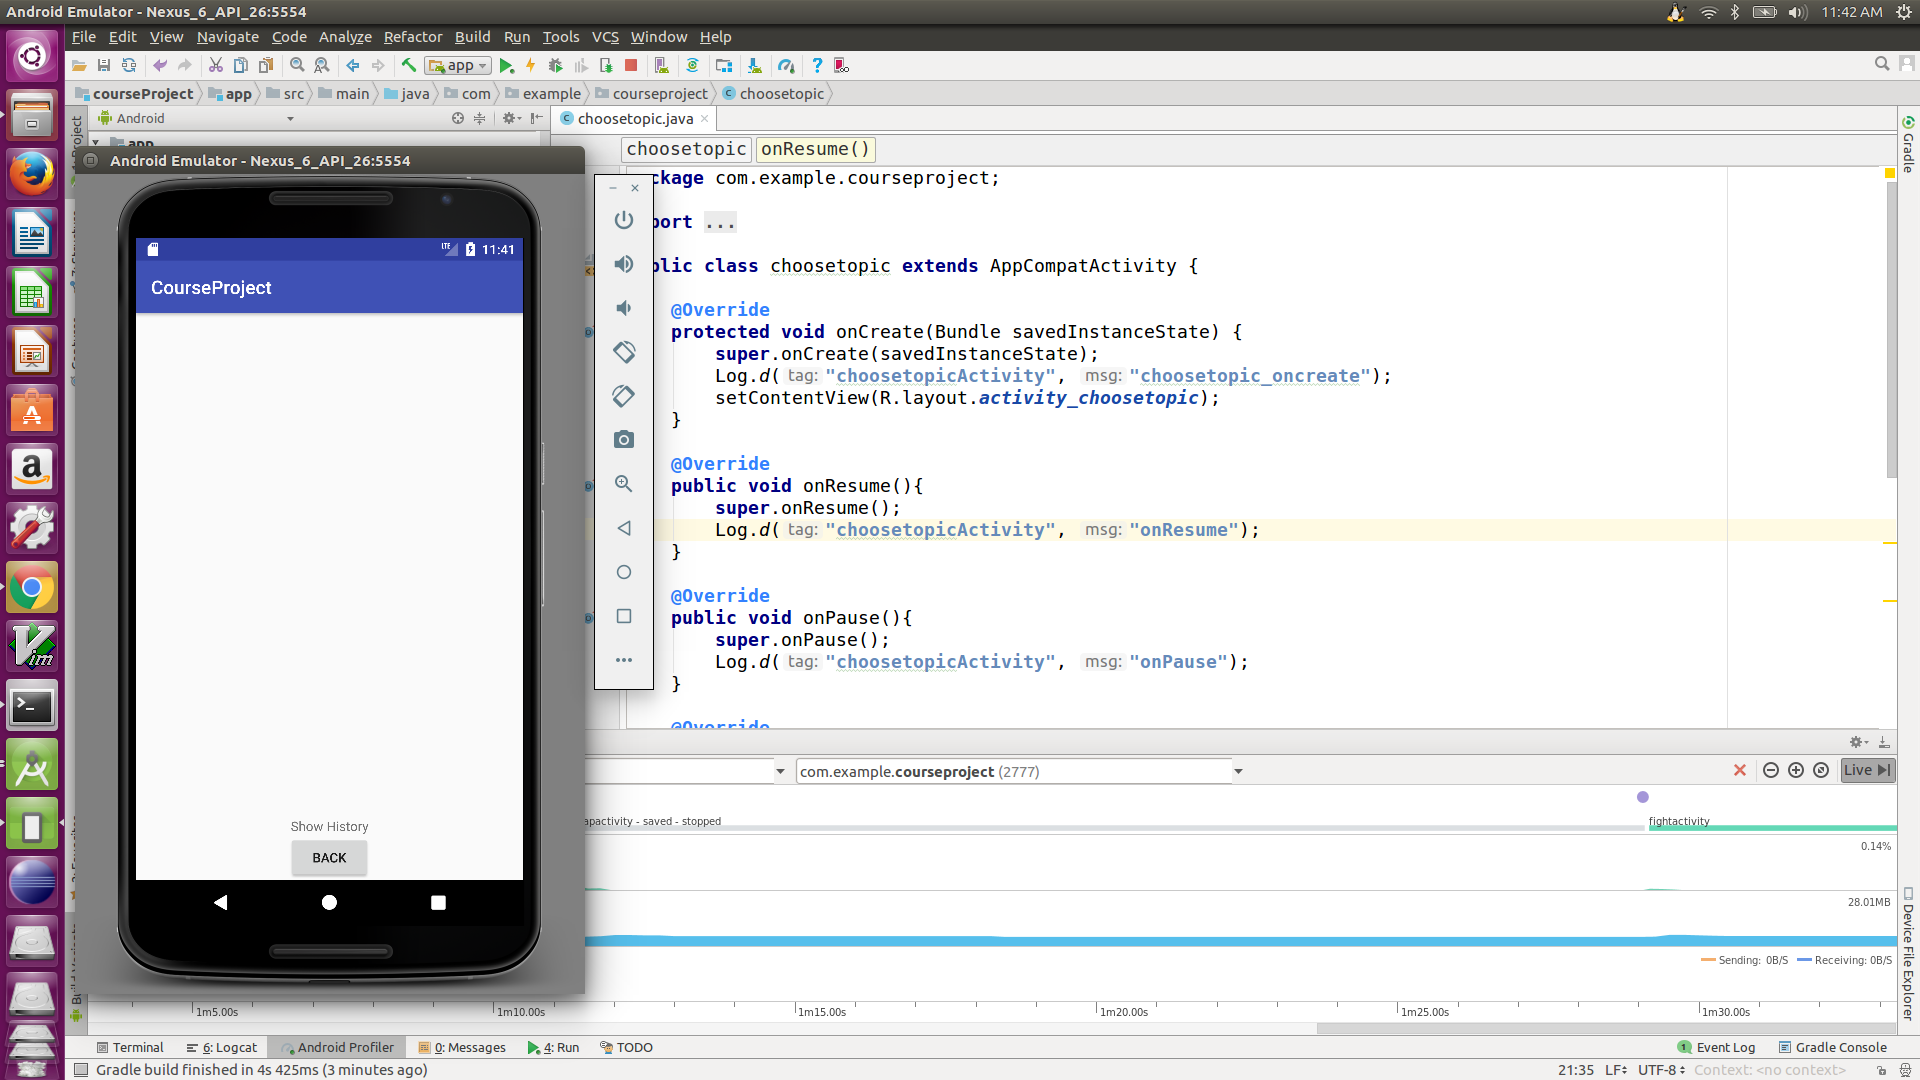 Android Emulator - Nexus_6_API_26:5554
11:42 AM
File Edit View Navigate Code Analyze Refactor Build Run Tools VCS Window Help
app
courseProject app src main java com example courseproject choosetopic
Android
choosetopic.java
Project
app
choosetopic onResume()
Android Emulator - Nexus_6_API_26:5554
LTE 11:41
CourseProject
Show History
BACK
ckage com.example.courseproject;
port ...
blic class choosetopic extends AppCompatActivity {
@Override
protected void onCreate(Bundle savedInstanceState) {
super.onCreate(savedInstanceState);
Log.d( tag: "choosetopicActivity", msg: "choosetopic_oncreate");
setContentView(R.layout.activity_choosetopic);
}
@Override
public void onResume(){
super.onResume();
Log.d( tag: "choosetopicActivity", msg: "onResume");
}
@Override
public void onPause(){
super.onPause();
Log.d( tag: "choosetopicActivity", msg: "onPause");
}
@Override
com.example.courseproject (2777)
Live
apactivity - saved - stopped
fightactivity
0.14%
28.01MB
Sending: 0B/S Receiving: 0B/S
1m5.00s 1m10.00s 1m15.00s 1m20.00s 1m25.00s 1m30.00s
Gradle
Device File Explorer
Terminal 6: Logcat Android Profiler 0: Messages 4: Run TODO
1 Event Log Gradle Console
Gradle build finished in 4s 425ms (3 minutes ago)
21:35 LF UTF-8 Context: <no context>